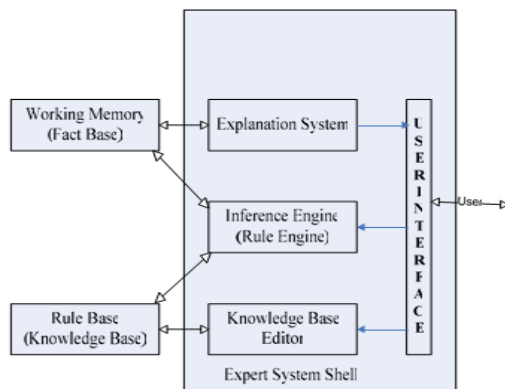 Working Memory
(Fact Base)
Explanation System
Inference Engine
(Rule Engine)
Rule Base
(Knowledge Base)
Knowledge Base
Editor
USERINTERFACE
User
Expert System Shell